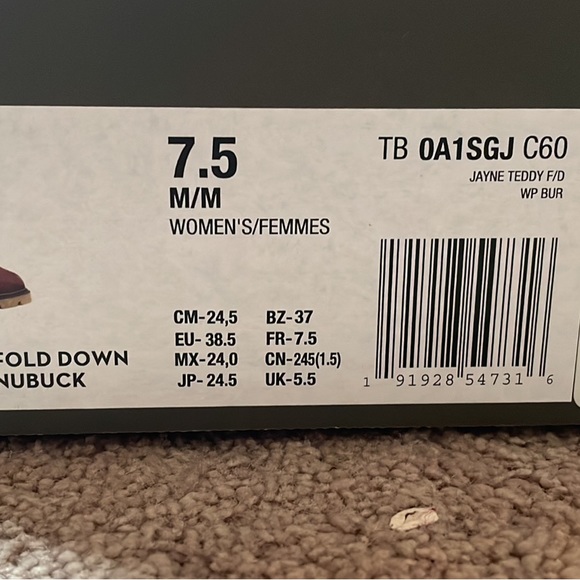 7.5
M/M
WOMEN'S/FEMMES
TB 0A1SGJ C60
JAYNE TEDDY F/D
WP BUR
CM-24,5 BZ-37
EU- 38.5 FR-7.5
MX-24,0 CN-245(1.5)
JP- 24.5 UK-5.5
FOLD DOWN
NUBUCK
1 91928 54731 6